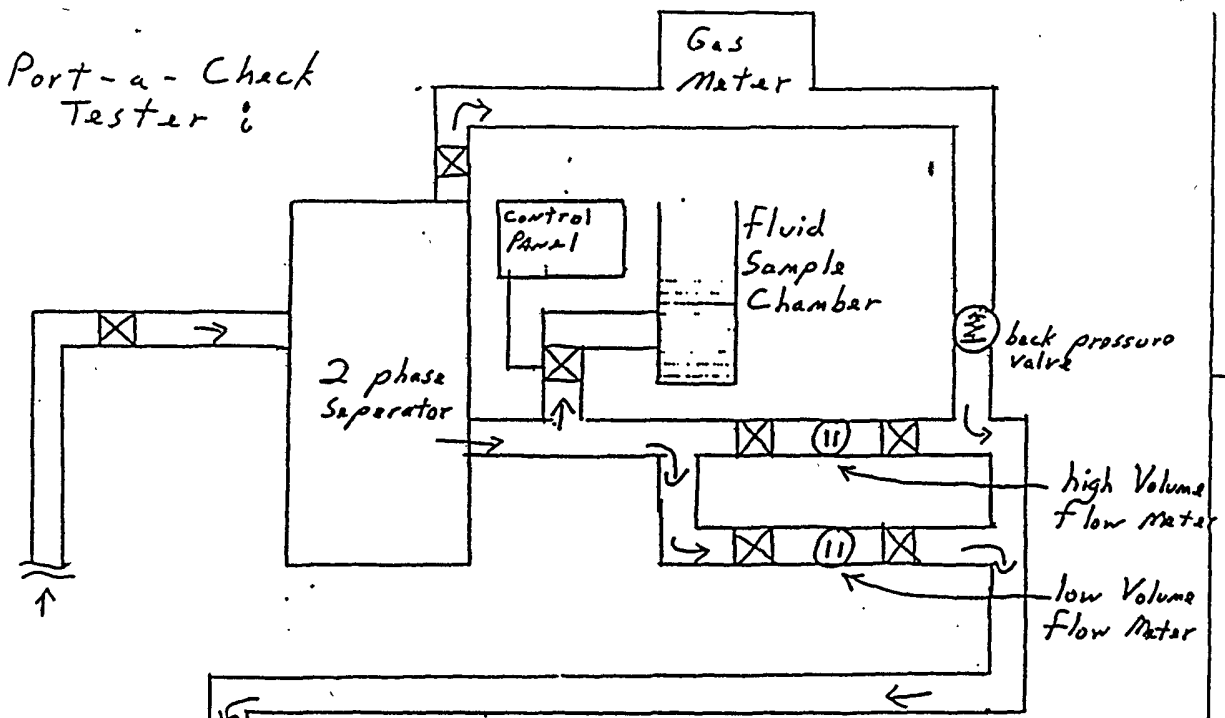 Port-a-Check
Tester:
Gas
Meter
Control
Panel
Fluid
Sample
Chamber
back pressure
valve
2 phase
Seperator
high Volume
flow Meter
low Volume
flow Meter